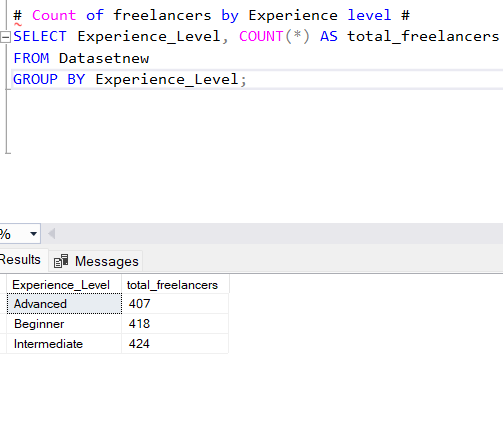 # Count of freelancers by Experience level #
SELECT Experience_Level, COUNT(*) AS total_freelancers
FROM Datasetnew
GROUP BY Experience_Level;
%
Results Messages
Experience_Level total_freelancers
Advanced 407
Beginner 418
Intermediate 424